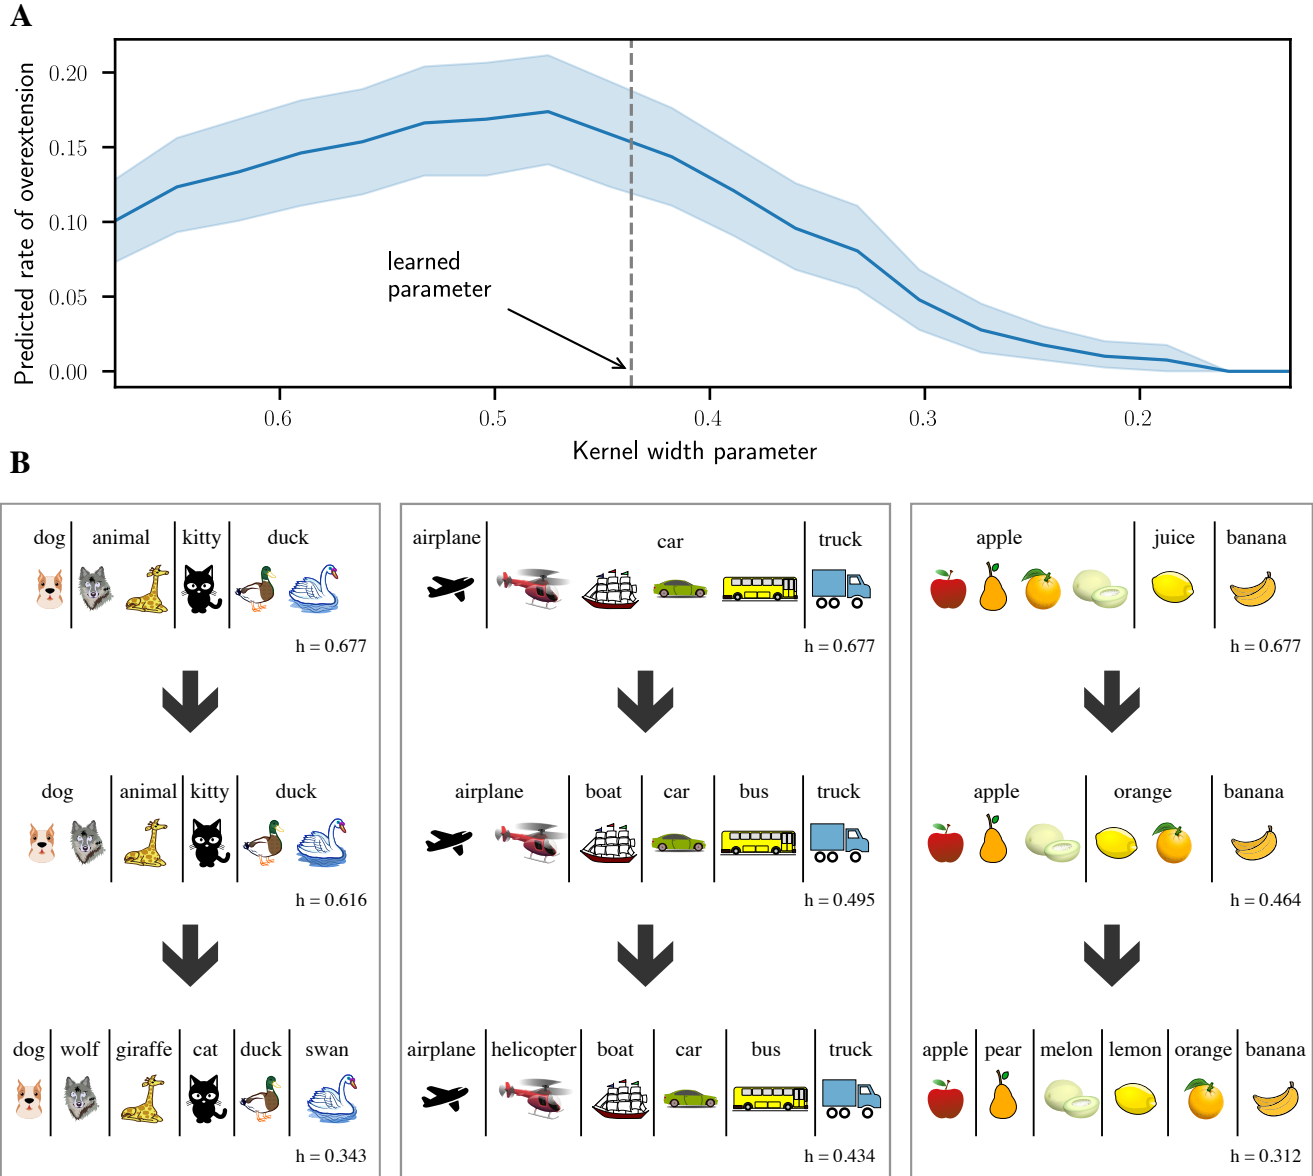 A
Predicted rate of overextension
0.20
0.15
0.10
0.05
0.00
learned
parameter
0.6 0.5 0.4 0.3 0.2
Kernel width parameter
B
dog animal kitty duck
h = 0.677
dog animal kitty duck
h = 0.616
dog wolf giraffe cat duck swan
h = 0.343
airplane car truck
h = 0.677
airplane boat car bus truck
h = 0.495
airplane helicopter boat car bus truck
h = 0.434
apple juice banana
h = 0.677
apple orange banana
h = 0.464
apple pear melon lemon orange banana
h = 0.312